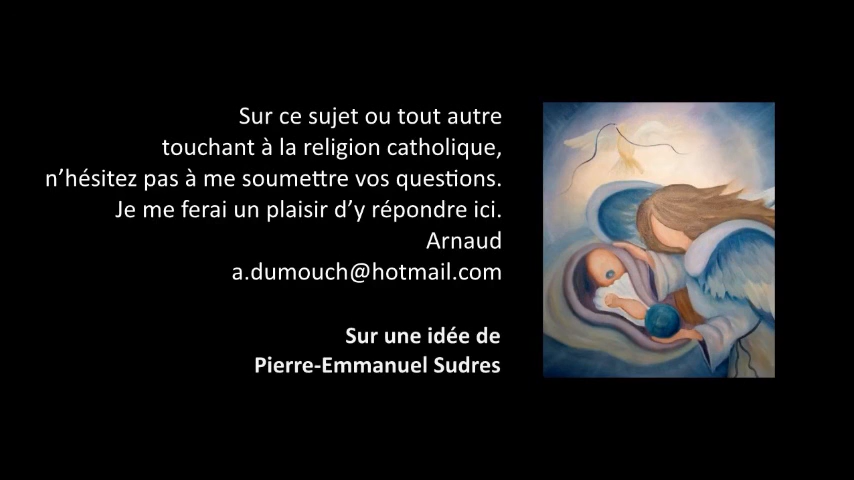 Sur ce sujet ou tout autre
touchant à la religion catholique,
n’hésitez pas à me soumettre vos questions.
Je me ferai un plaisir d’y répondre ici.
Arnaud
a.dumouch@hotmail.com
Sur une idée de
Pierre-Emmanuel Sudres